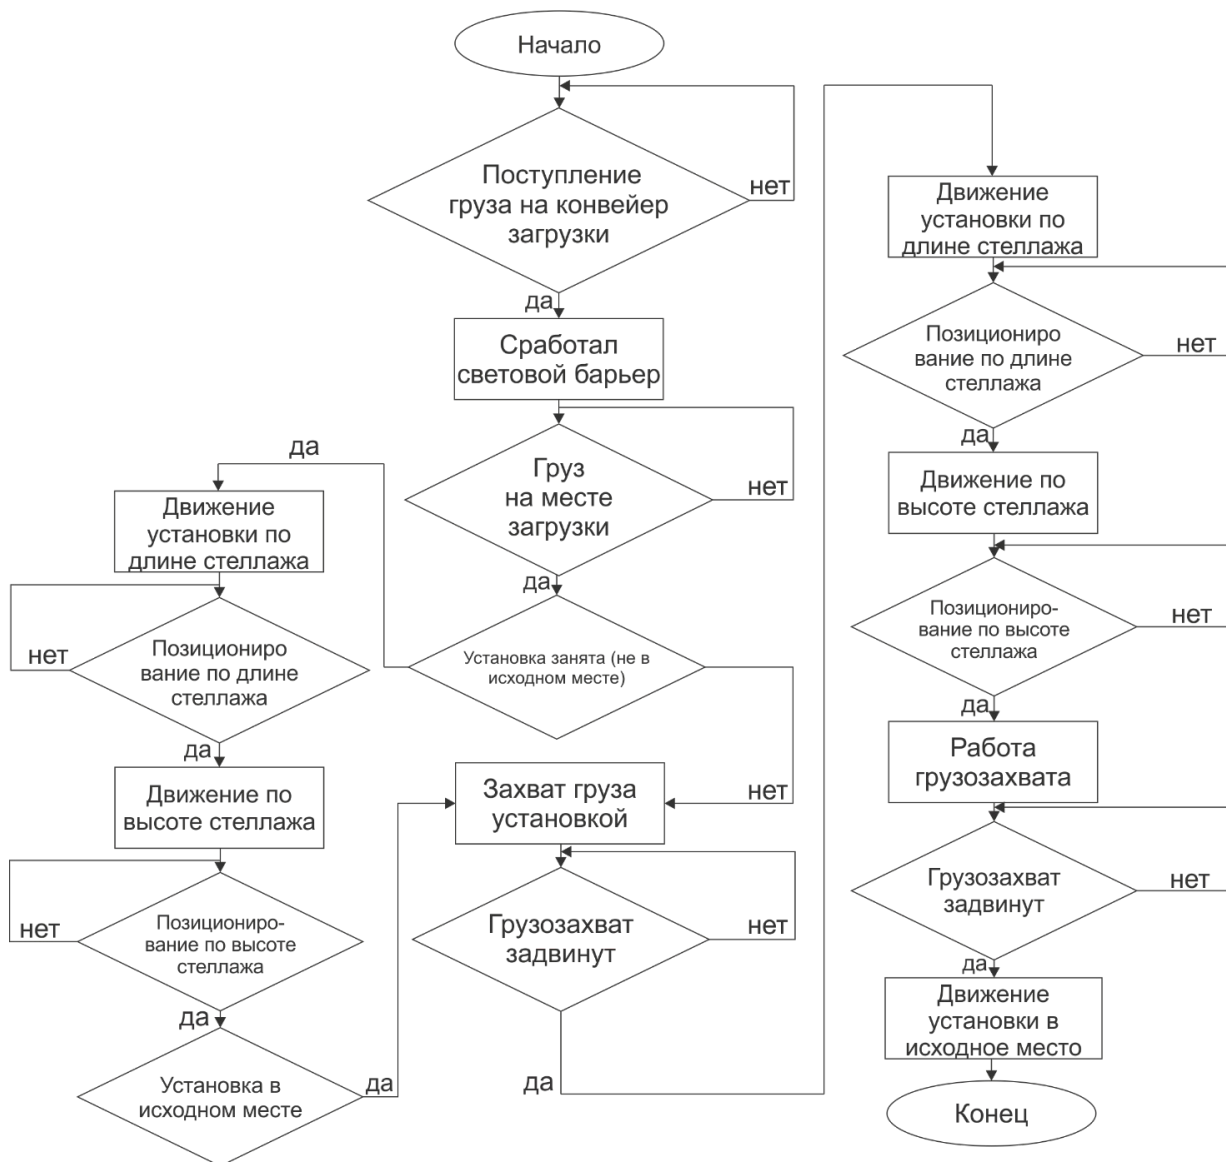 Начало
Поступление
груза на конвейер
загрузки
нет
да
Сработал
световой барьер
Груз
на месте
загрузки
нет
да
Установка занята (не в
исходном месте)
да
нет
Движение
установки по
длине стеллажа
Позициониро
вание по длине
стеллажа
нет
да
Движение по
высоте стеллажа
Позициониро-
вание по высоте
стеллажа
нет
да
Установка в
исходном месте
да
Захват груза
установкой
Грузозахват
задвинут
нет
да
Движение
установки по
длине стеллажа
Позициониро
вание по длине
стеллажа
нет
да
Движение по
высоте стеллажа
Позициониро-
вание по высоте
стеллажа
нет
да
Работа
грузозахвата
Грузозахват
задвинут
нет
да
Движение
установки в
исходное место
Конец